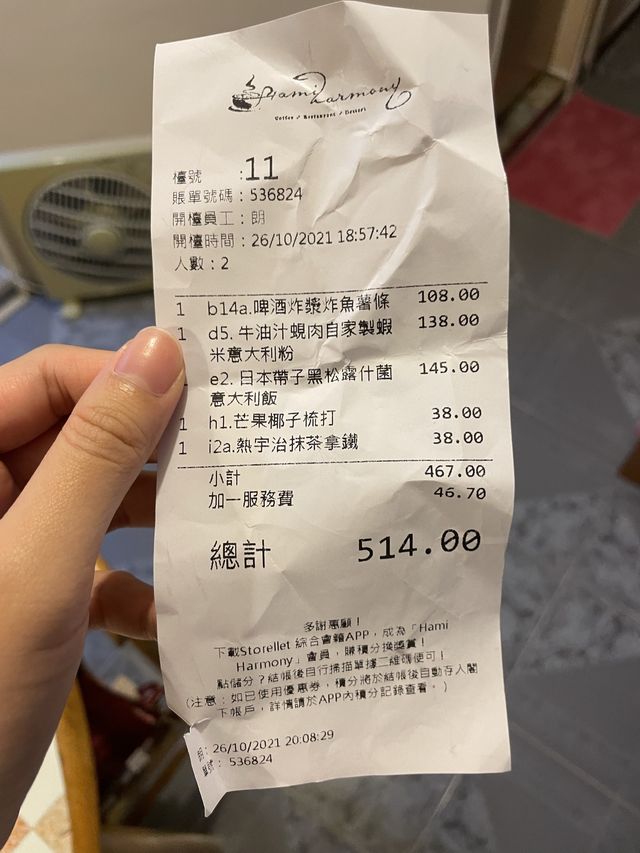 Hami Harmony
Coffee / Restaurant / Dessert
檯號 :11
賬單號碼：536824
開檯員工：朗
開檯時間：26/10/2021 18:57:42
人數：2
1 b14a.啤酒炸漿炸魚薯條 108.00
1 d5. 牛油汁蜆肉自家製蝦 138.00
米意大利粉
e2. 日本帶子黑松露什菌 145.00
意大利飯
1 h1.芒果椰子梳打 38.00
1 i2a.熱宇治抹茶拿鐵 38.00
小計 467.00
加一服務費 46.70
總計 514.00
多謝惠顧！
下載Storellet 綜合會籍APP，成為「Hami
Harmony」會員，賺積分換獎賞！
點儲分？結帳後自行掃描單據二維碼便可！
(注意：如已使用優惠券，積分將於結帳後自動存入閣
下帳戶，詳情請於APP內積分記錄查看。)
: 26/10/2021 20:08:29
: 536824